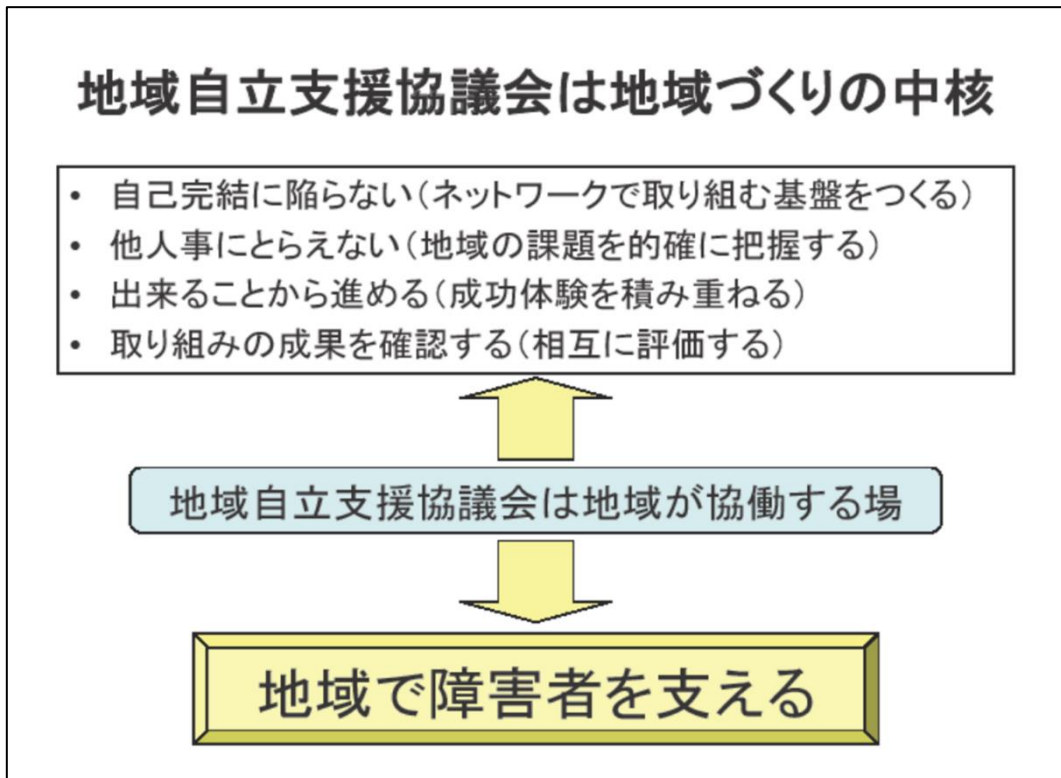 地域自立支援協議会は地域づくりの中核
• 自己完結に陥らない(ネットワークで取り組む基盤をつくる)
• 他人事にとらえない(地域の課題を的確に把握する)
• 出来ることから進める(成功体験を積み重ねる)
• 取り組みの成果を確認する(相互に評価する)
地域自立支援協議会は地域が協働する場
地域で障害者を支える